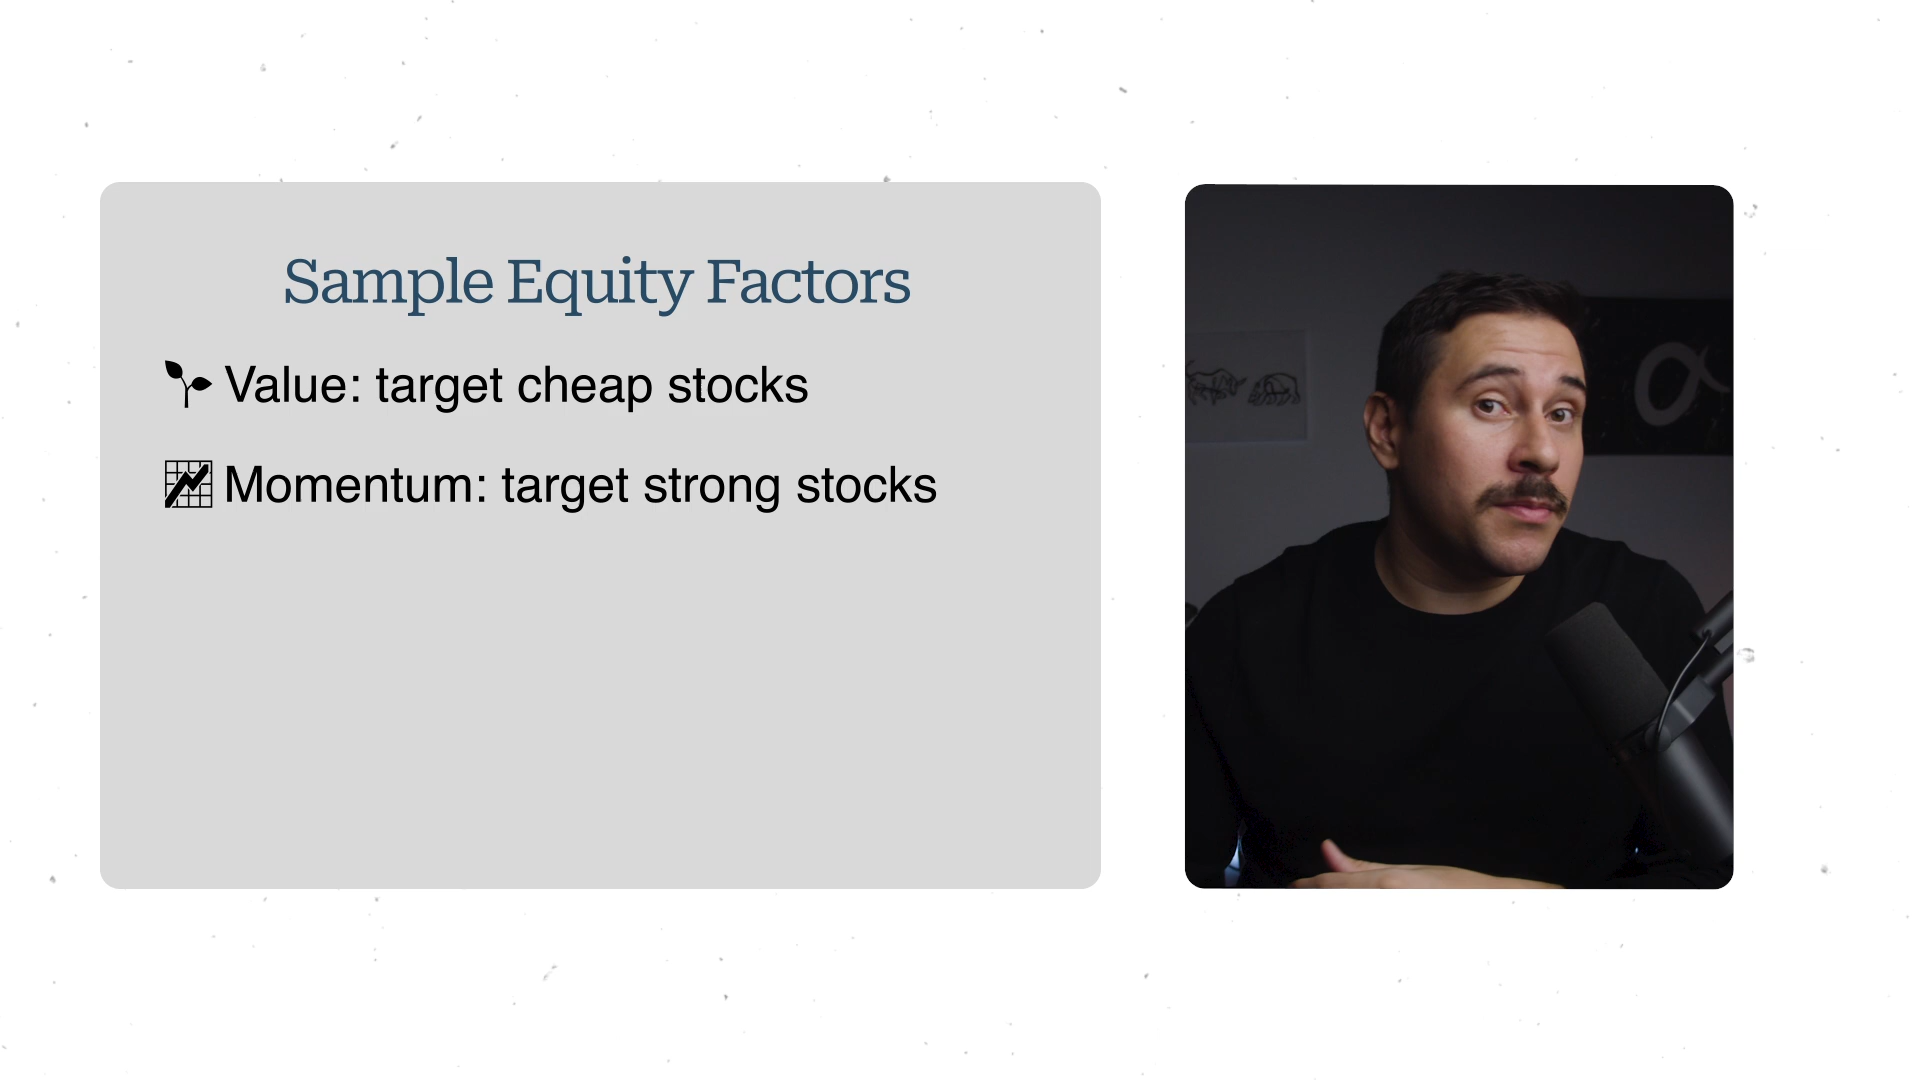 Sample Equity Factors
Value: target cheap stocks
Momentum: target strong stocks
α